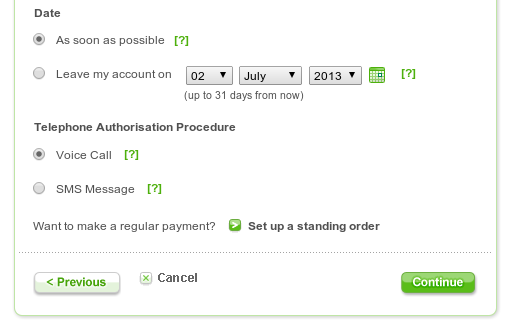 Date
As soon as possible [?]
Leave my account on 02 July 2013 [?]
(up to 31 days from now)
Telephone Authorisation Procedure
Voice Call [?]
SMS Message [?]
Want to make a regular payment? > Set up a standing order
< Previous Cancel Continue